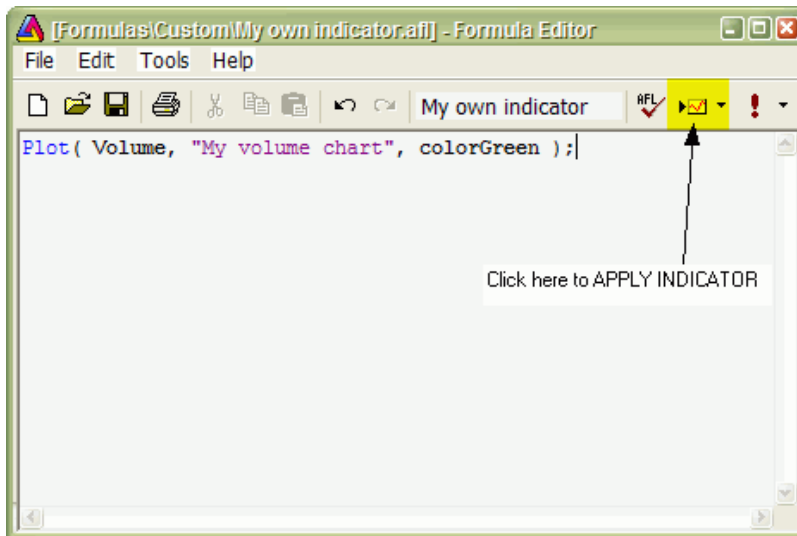 [Formulas\Custom\My own indicator.afl] - Formula Editor
File Edit Tools Help
My own indicator AFL
Plot( Volume, "My volume chart", colorGreen );
Click here to APPLY INDICATOR